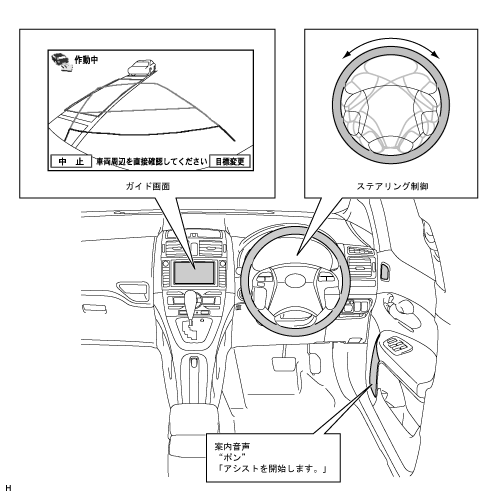 作動中
中 止
車両周辺を直接確認してください
目標変更
ガイド画面
ステアリング制御
案内音声
“ポン”
「アシストを開始します。」
H